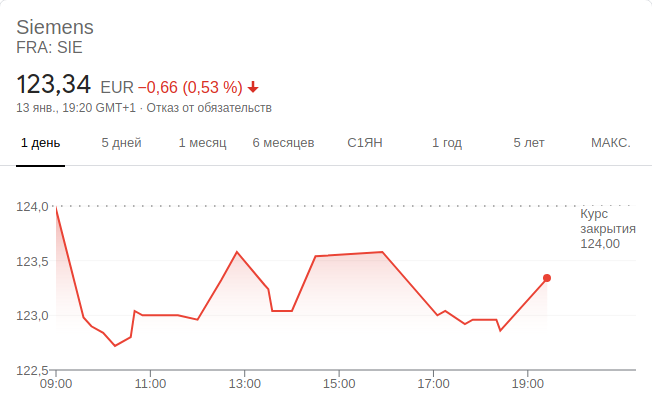 Siemens
FRA: SIE
123,34 EUR −0,66 (0,53 %)
13 янв., 19:20 GMT+1 · Отказ от обязательств
1 день 5 дней 1 месяц 6 месяцев С1ЯН 1 год 5 лет МАКС.
124,0
Курс
закрытия
124,00
123,5
123,0
122,5
09:00 11:00 13:00 15:00 17:00 19:00